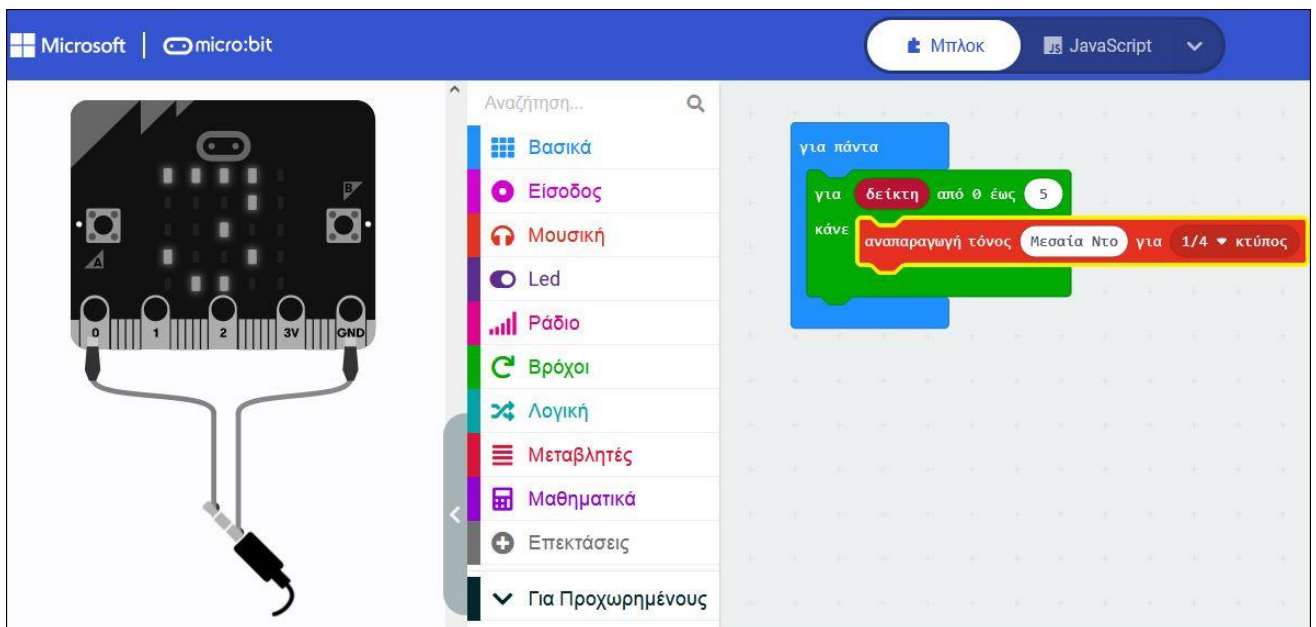 Microsoft | micro:bit
Μπλοκ
JS JavaScript
Αναζήτηση...
Βασικά
Είσοδος
Μουσική
Led
Ράδιο
Βρόχοι
Λογική
Μεταβλητές
Μαθηματικά
Επεκτάσεις
Για Προχωρημένους
B
A
0 1 2 3V GND
για πάντα
για δείκτη από 0 έως 5
κάνε αναπαραγωγή τόνος Μεσαία Ντο για 1/4 κτύπος